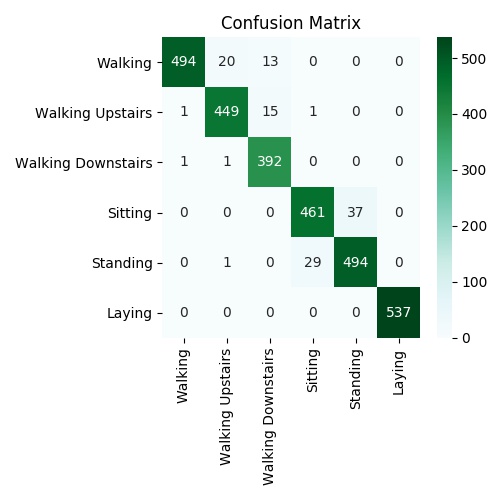 Confusion Matrix
Walking 494 20 13 0 0 0
Walking Upstairs 1 449 15 1 0 0
Walking Downstairs 1 1 392 0 0 0
Sitting 0 0 0 461 37 0
Standing 0 1 0 29 494 0
Laying 0 0 0 0 0 537
Walking
Walking Upstairs
Walking Downstairs
Sitting
Standing
Laying
500
400
300
200
100
0